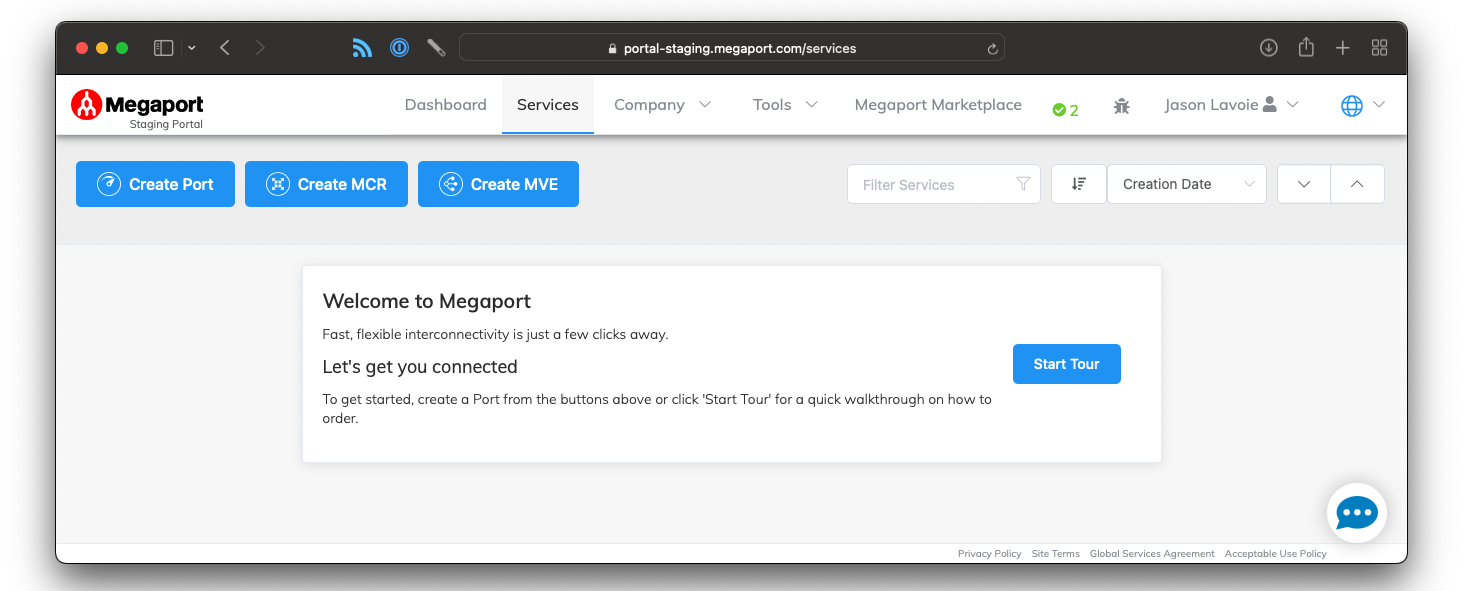 portal-staging.megaport.com/services
Megaport
Staging Portal
Dashboard
Services
Company
Tools
Megaport Marketplace
2
Jason Lavoie
Create Port
Create MCR
Create MVE
Filter Services
Creation Date
Welcome to Megaport
Fast, flexible interconnectivity is just a few clicks away.
Let's get you connected
To get started, create a Port from the buttons above or click 'Start Tour' for a quick walkthrough on how to
order.
Start Tour
Privacy Policy
Site Terms
Global Services Agreement
Acceptable Use Policy